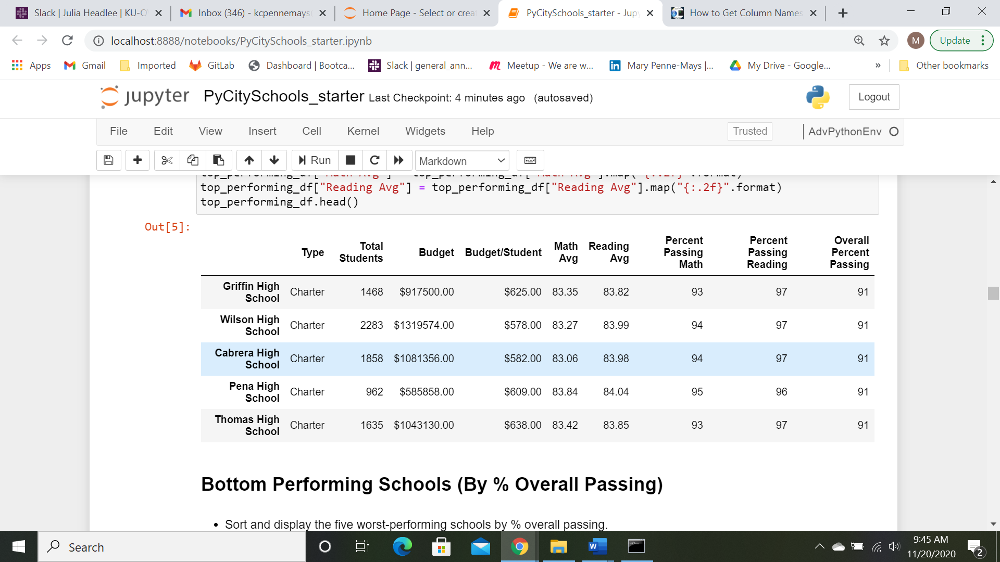 Slack | Julia Headlee | KU-O
Inbox (346) - kcpennemays
Home Page - Select or crea
PyCitySchools_starter - Jupy
How to Get Column Names
localhost:8888/notebooks/PyCitySchools_starter.ipynb
M
Update
Apps
Gmail
Imported
GitLab
Dashboard | Bootca...
Slack | general_ann...
Meetup - We are w...
Mary Penne-Mays |...
My Drive - Google...
»
Other bookmarks
jupyter PyCitySchools_starter Last Checkpoint: 4 minutes ago (autosaved)
Logout
File Edit View Insert Cell Kernel Widgets Help
Trusted
AdvPythonEnv
Run
Markdown
top_performing_df["Math Avg"] = top_performing_df["Math Avg"].map("{:.2f}".format)
top_performing_df["Reading Avg"] = top_performing_df["Reading Avg"].map("{:.2f}".format)
top_performing_df.head()
Out[5]:
Type Total Students Budget Budget/Student Math Avg Reading Avg Percent Passing Math Percent Passing Reading Overall Percent Passing
Griffin High School Charter 1468 $917500.00 $625.00 83.35 83.82 93 97 91
Wilson High School Charter 2283 $1319574.00 $578.00 83.27 83.99 94 97 91
Cabrera High School Charter 1858 $1081356.00 $582.00 83.06 83.98 94 97 91
Pena High School Charter 962 $585858.00 $609.00 83.84 84.04 95 96 91
Thomas High School Charter 1635 $1043130.00 $638.00 83.42 83.85 93 97 91
Bottom Performing Schools (By % Overall Passing)
• Sort and display the five worst-performing schools by % overall passing.
Search
W
9:45 AM
11/20/2020
2